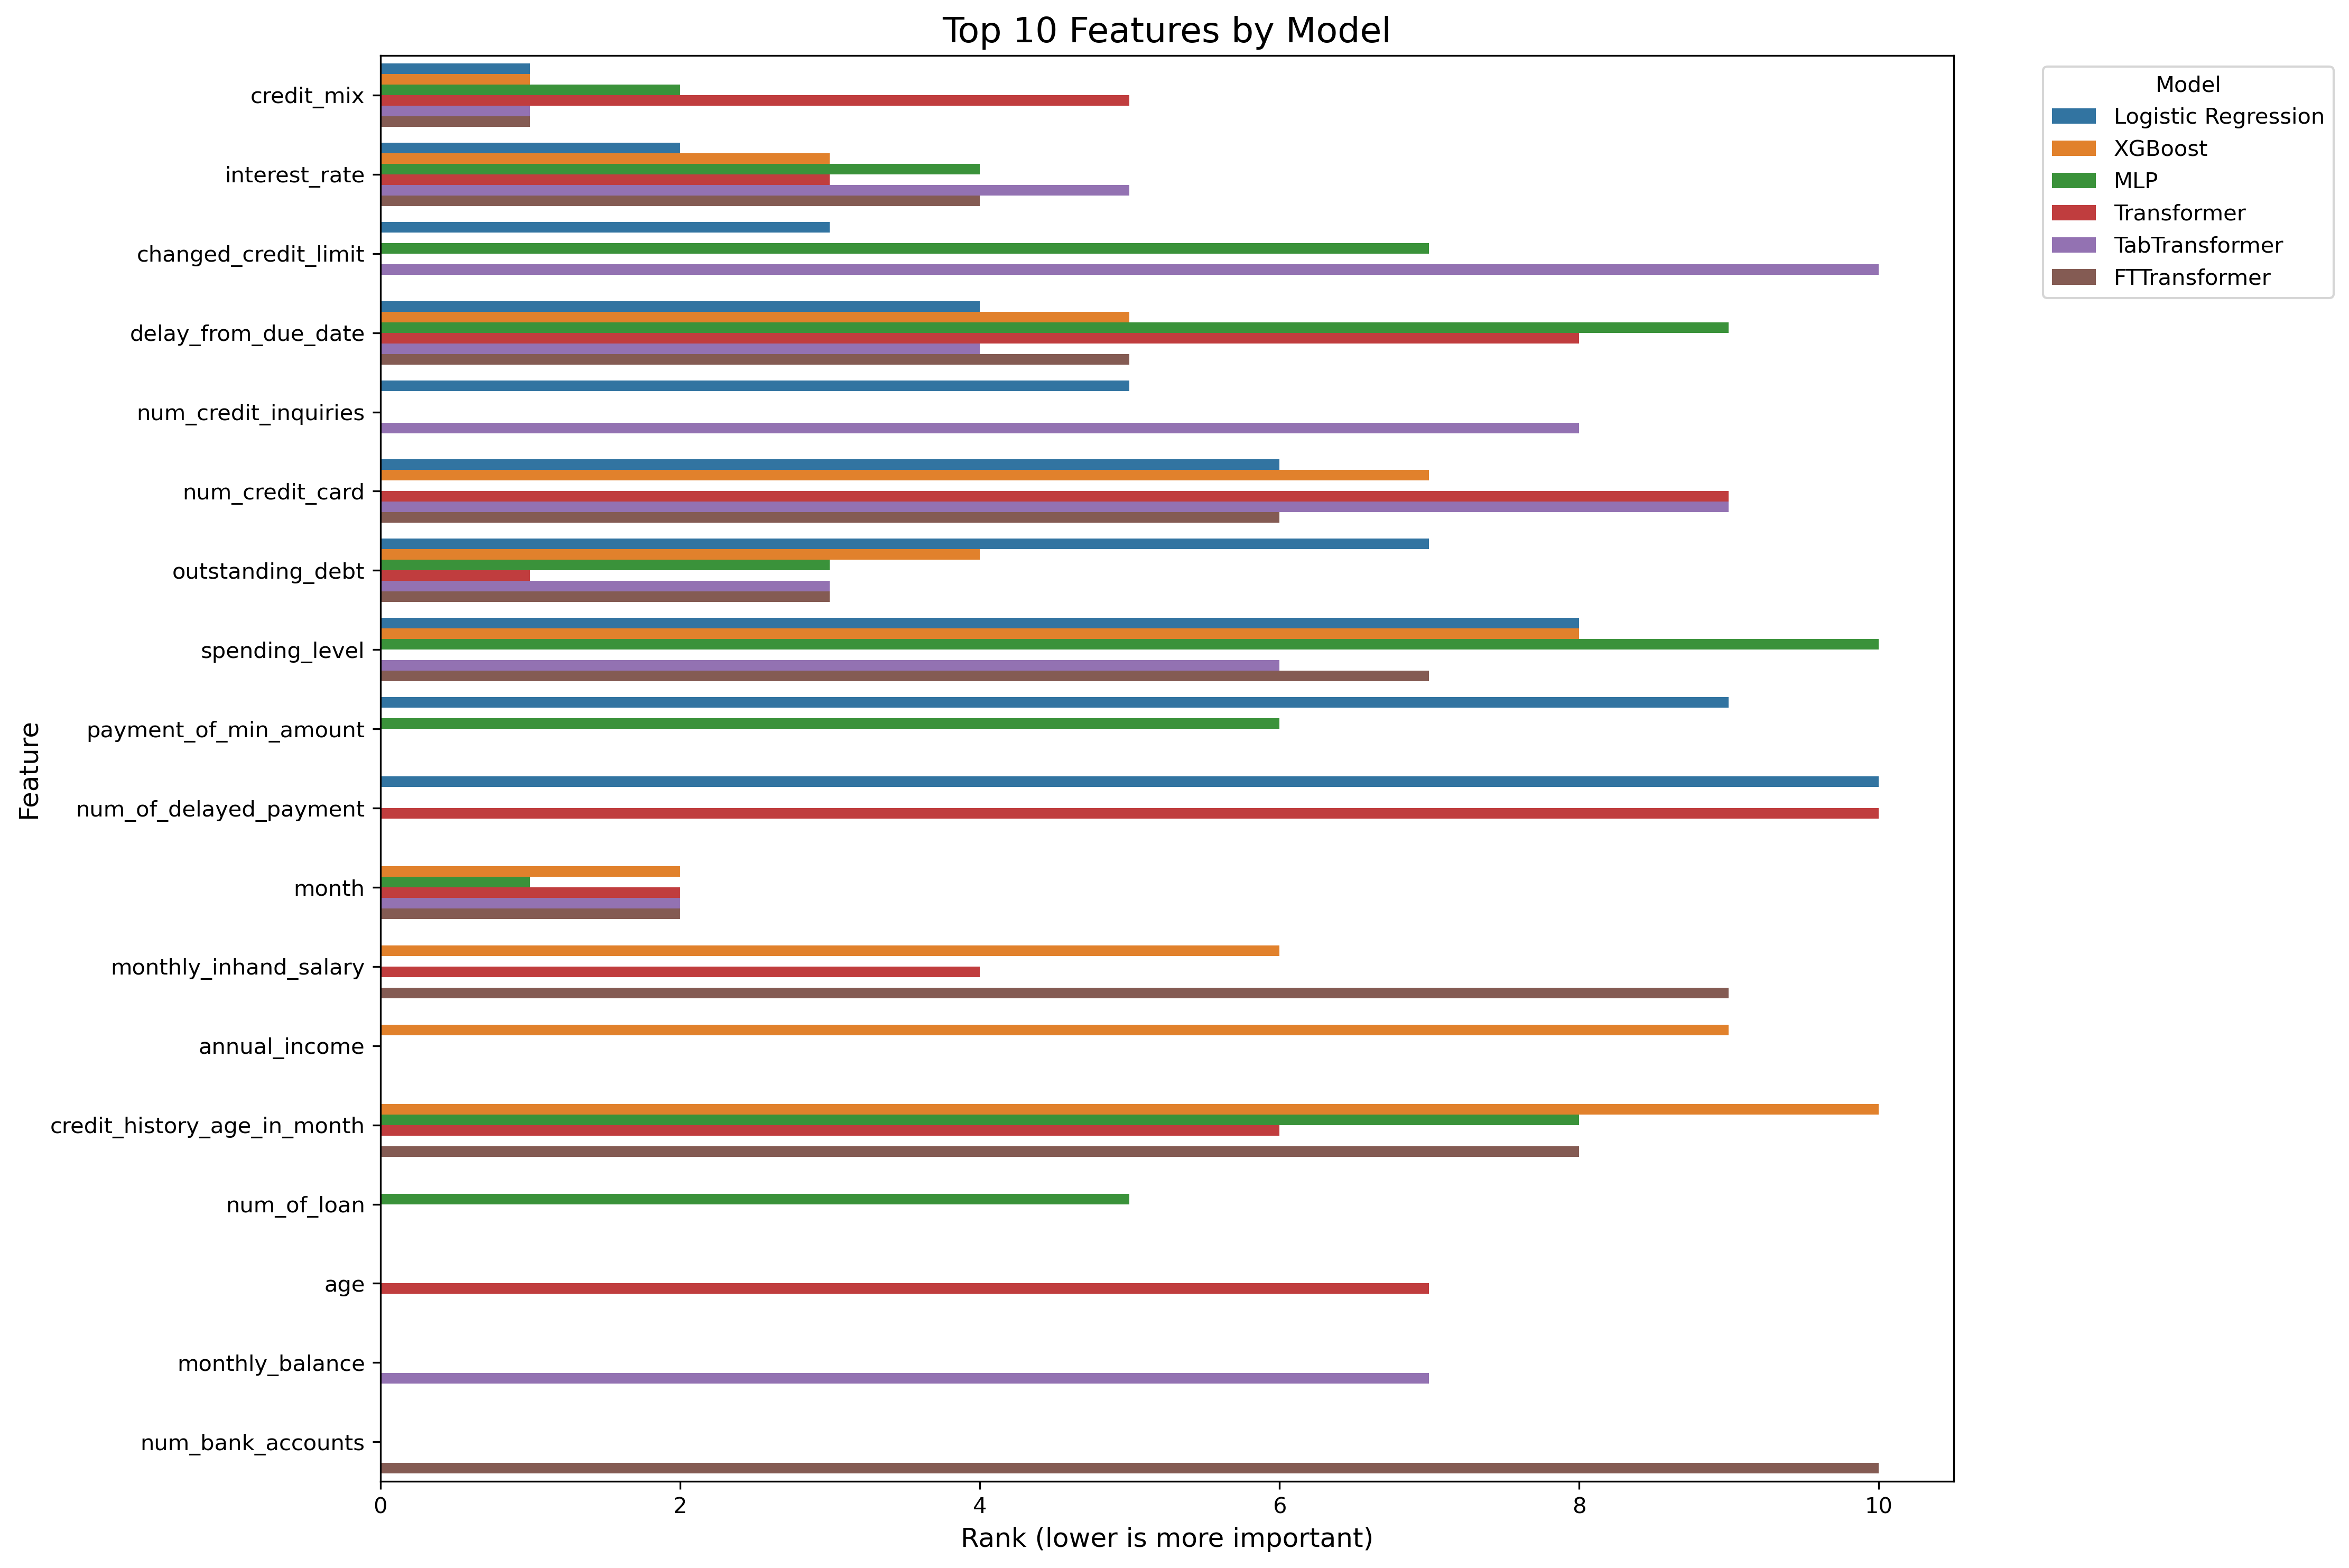 Top 10 Features by Model
Feature
credit_mix
interest_rate
changed_credit_limit
delay_from_due_date
num_credit_inquiries
num_credit_card
outstanding_debt
spending_level
payment_of_min_amount
num_of_delayed_payment
month
monthly_inhand_salary
annual_income
credit_history_age_in_month
num_of_loan
age
monthly_balance
num_bank_accounts
0 2 4 6 8 10
Rank (lower is more important)
Model
Logistic Regression
XGBoost
MLP
Transformer
TabTransformer
FTTransformer